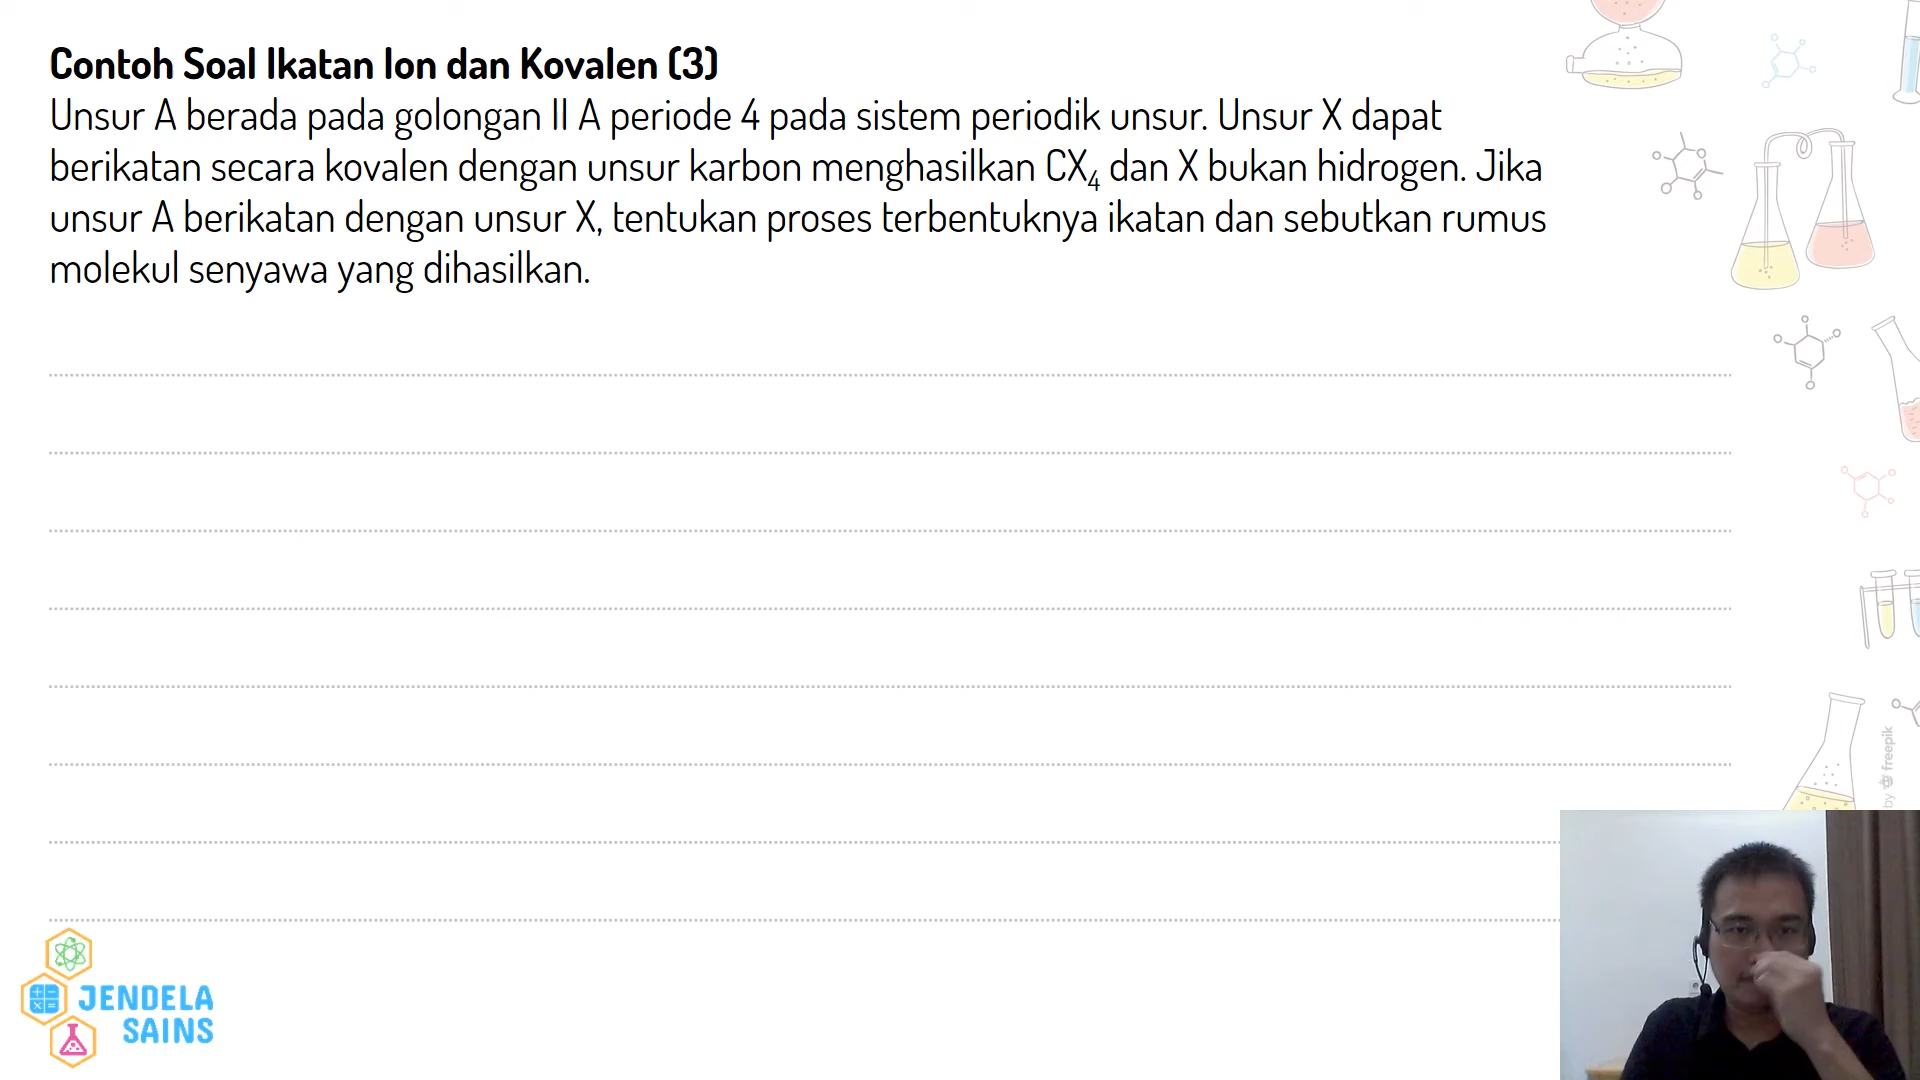 Contoh Soal Ikatan Ion dan Kovalen (3)
Unsur A berada pada golongan II A periode 4 pada sistem periodik unsur. Unsur X dapat
berikatan secara kovalen dengan unsur karbon menghasilkan CX₄ dan X bukan hidrogen. Jika
unsur A berikatan dengan unsur X, tentukan proses terbentuknya ikatan dan sebutkan rumus
molekul senyawa yang dihasilkan.
by freepik
JENDELA
SAINS